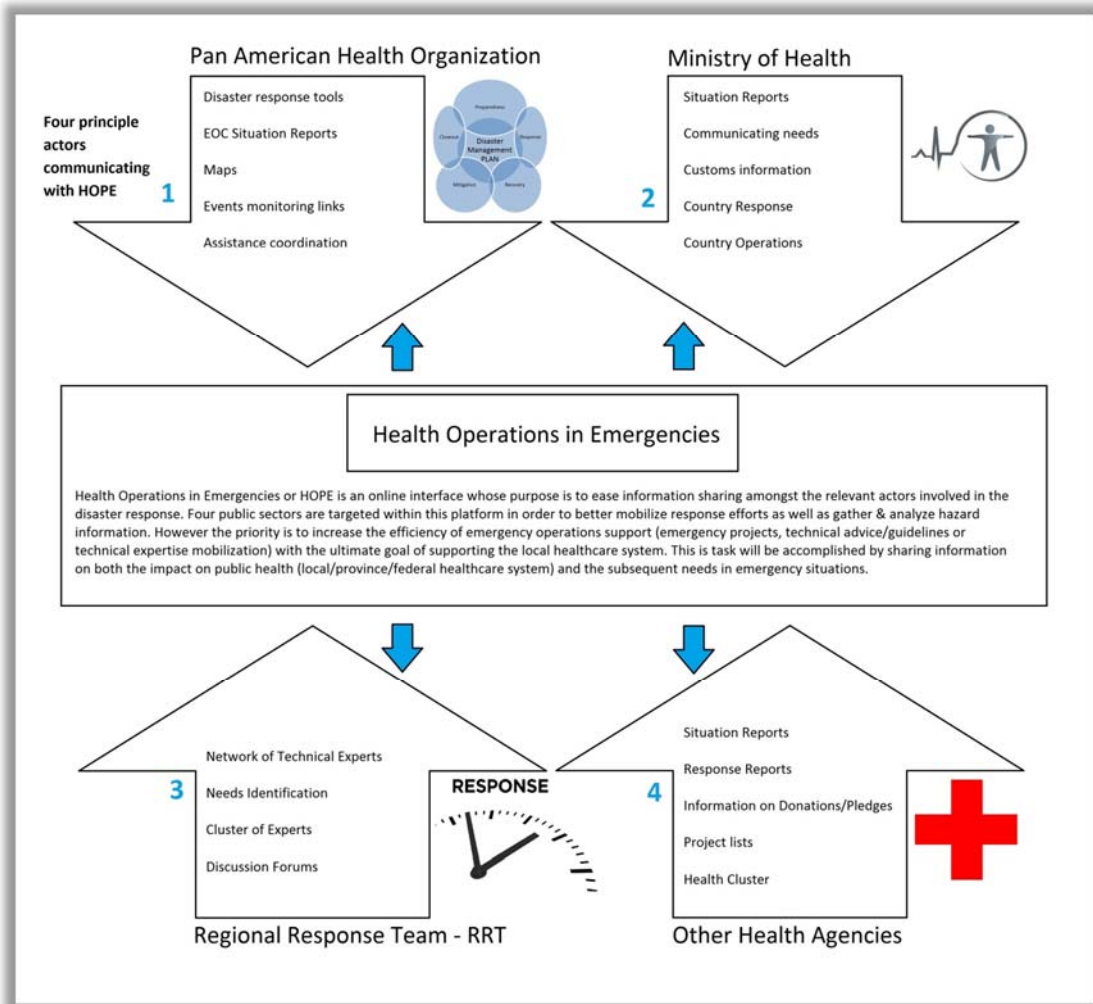 Pan American Health Organization
Ministry of Health
Four principle
actors
communicating
with HOPE
1
Disaster response tools
EOC Situation Reports
Maps
Events monitoring links
Assistance coordination
Preparedness
Closeout
Disaster
Management
PLAN
Response
Mitigation
Recovery
2
Situation Reports
Communicating needs
Customs information
Country Response
Country Operations
Health Operations in Emergencies
Health Operations in Emergencies or HOPE is an online interface whose purpose is to ease information sharing amongst the relevant actors involved in the
disaster response. Four public sectors are targeted within this platform in order to better mobilize response efforts as well as gather & analyze hazard
information. However the priority is to increase the efficiency of emergency operations support (emergency projects, technical advice/guidelines or
technical expertise mobilization) with the ultimate goal of supporting the local healthcare system. This is task will be accomplished by sharing information
on both the impact on public health (local/province/federal healthcare system) and the subsequent needs in emergency situations.
3
Network of Technical Experts
Needs Identification
Cluster of Experts
Discussion Forums
RESPONSE
4
Situation Reports
Response Reports
Information on Donations/Pledges
Project lists
Health Cluster
Regional Response Team - RRT
Other Health Agencies